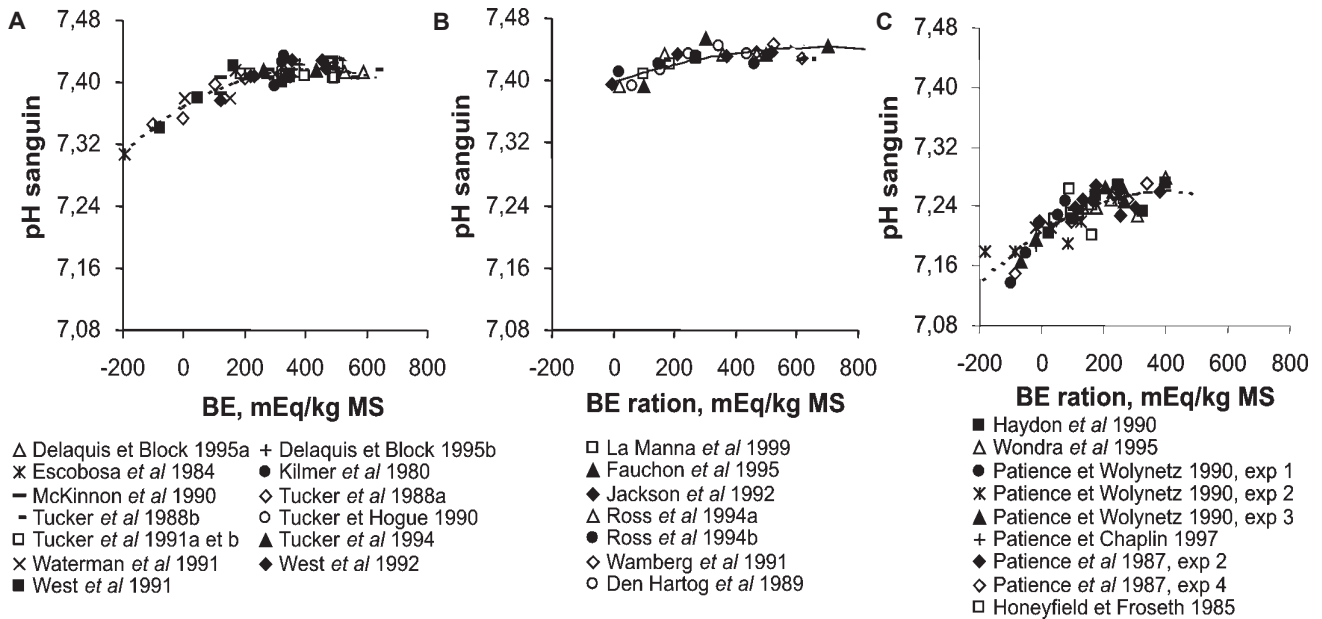 A
7,48
7,40
7,32
7,24
7,16
7,08
pH sanguin
-200 0 200 400 600 800
BE, mEq/kg MS
Delaquis et Block 1995a
Escobosa et al 1984
McKinnon et al 1990
Tucker et al 1988b
Tucker et al 1991a et b
Waterman et al 1991
West et al 1991
Delaquis et Block 1995b
Kilmer et al 1980
Tucker et al 1988a
Tucker et Hogue 1990
Tucker et al 1994
West et al 1992
B
7,48
7,40
7,32
7,24
7,16
7,08
pH sanguin
-200 0 200 400 600 800
BE ration, mEq/kg MS
La Manna et al 1999
Fauchon et al 1995
Jackson et al 1992
Ross et al 1994a
Ross et al 1994b
Wamberg et al 1991
Den Hartog et al 1989
C
7,48
7,40
7,32
7,24
7,16
7,08
pH sanguin
-200 0 200 400 600 800
BE ration, mEq/kg MS
Haydon et al 1990
Wondra et al 1995
Patience et Wolynetz 1990, exp 1
Patience et Wolynetz 1990, exp 2
Patience et Wolynetz 1990, exp 3
Patience et Chaplin 1997
Patience et al 1987, exp 2
Patience et al 1987, exp 4
Honeyfield et Froseth 1985